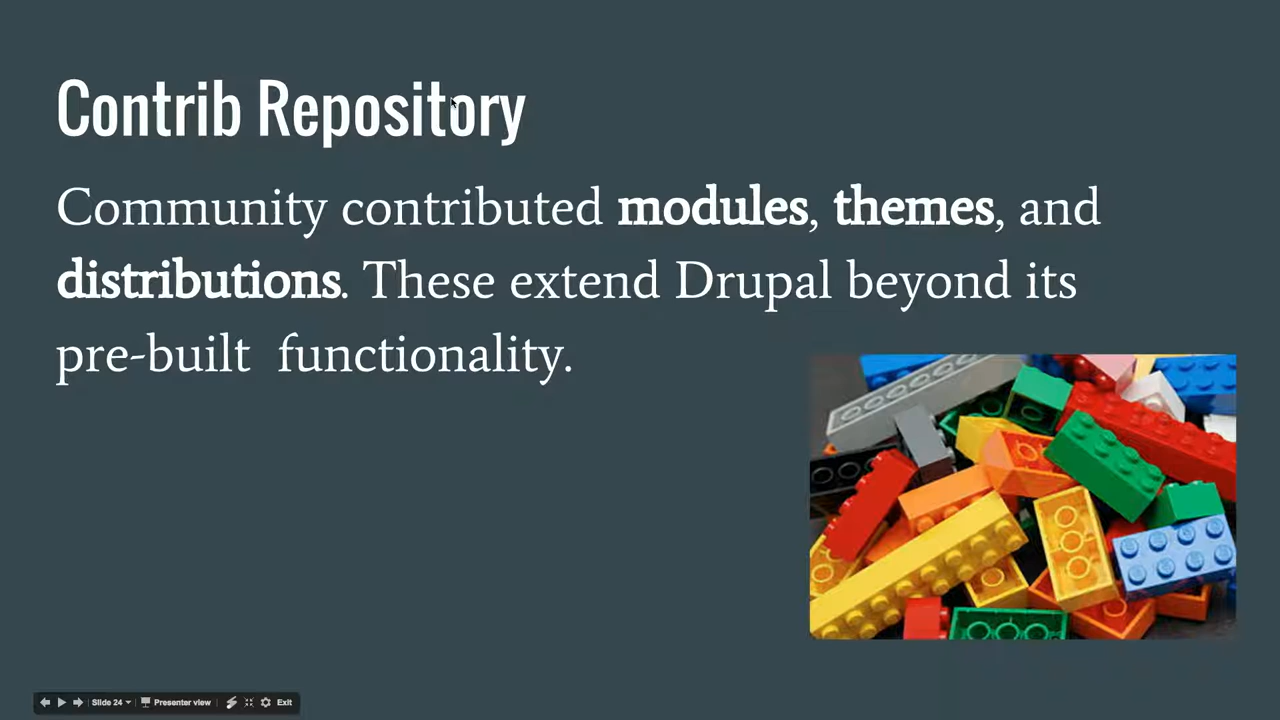 Contrib Repository
Community contributed modules, themes, and
distributions. These extend Drupal beyond its
pre-built  functionality.
Slide 24 Presenter view Exit